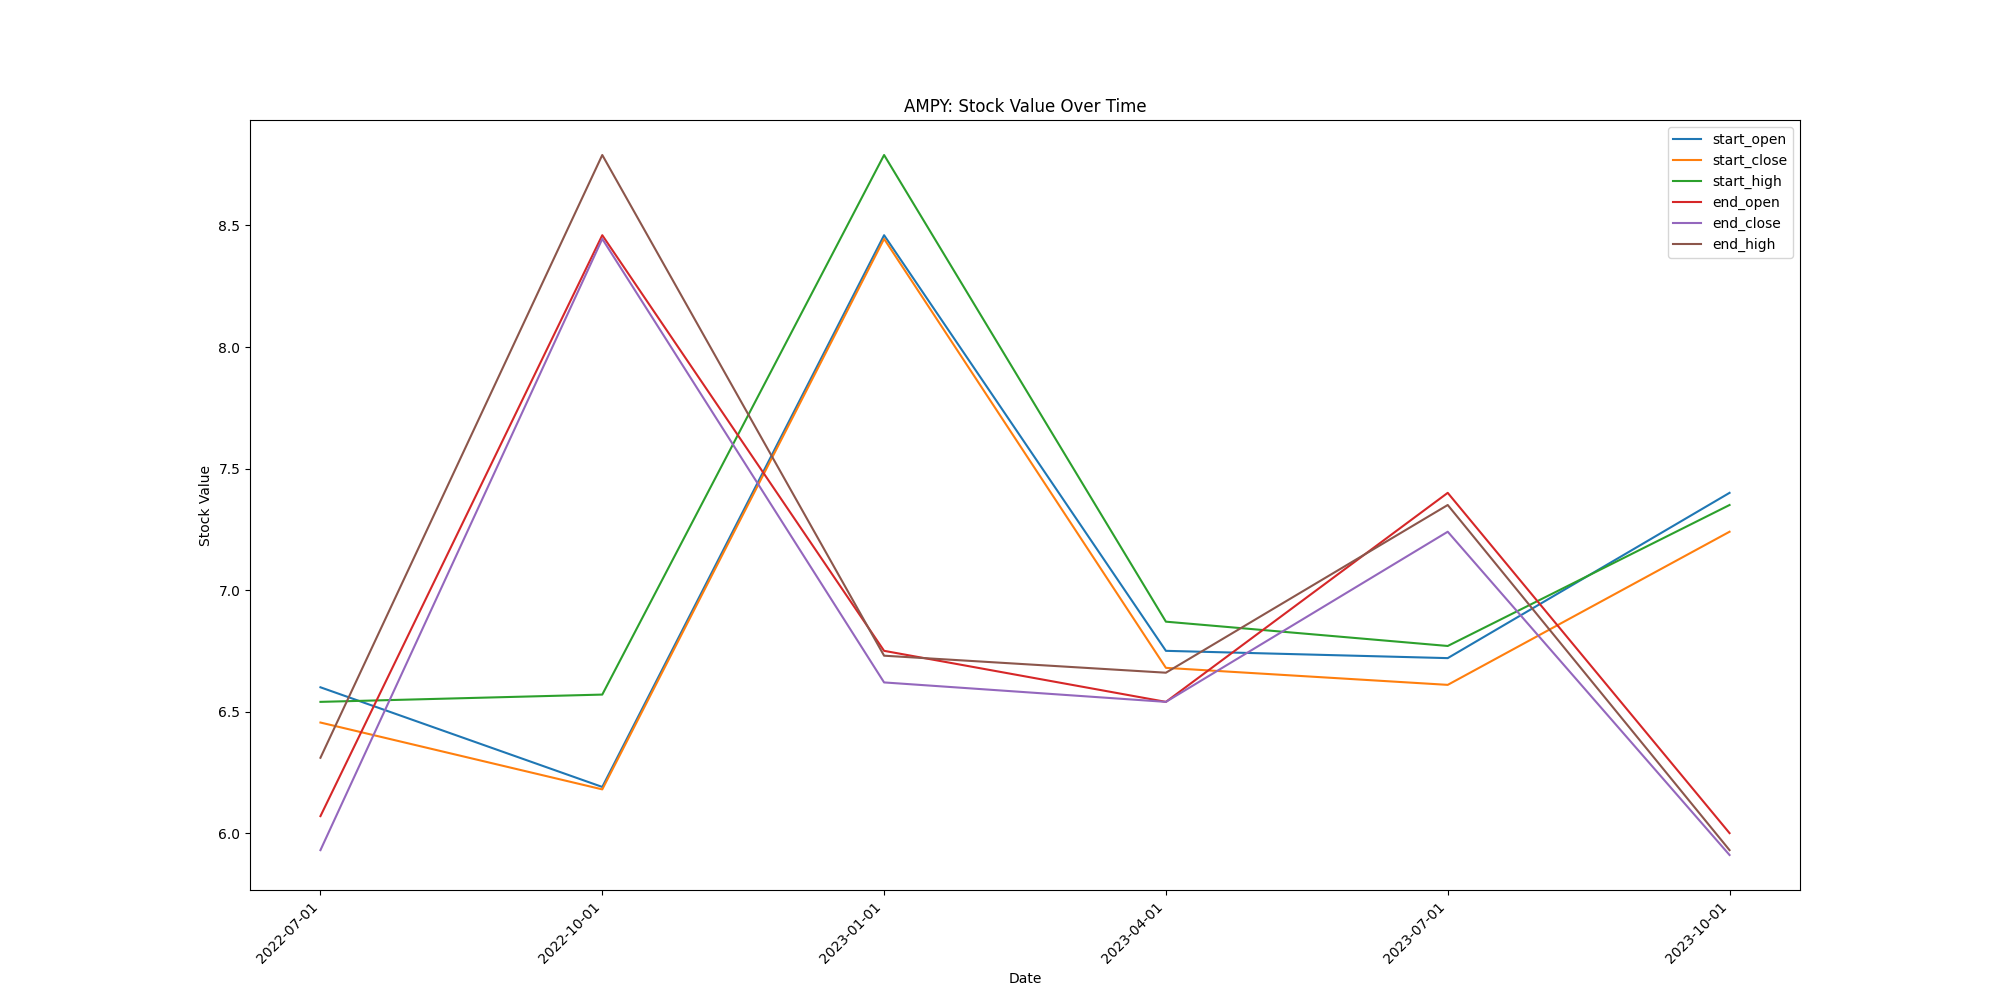 AMPY: Stock Value Over Time
start_open
start_close
start_high
end_open
end_close
end_high
Stock Value
8.5
8.0
7.5
7.0
6.5
6.0
2022-07-01
2022-10-01
2023-01-01
2023-04-01
2023-07-01
2023-10-01
Date